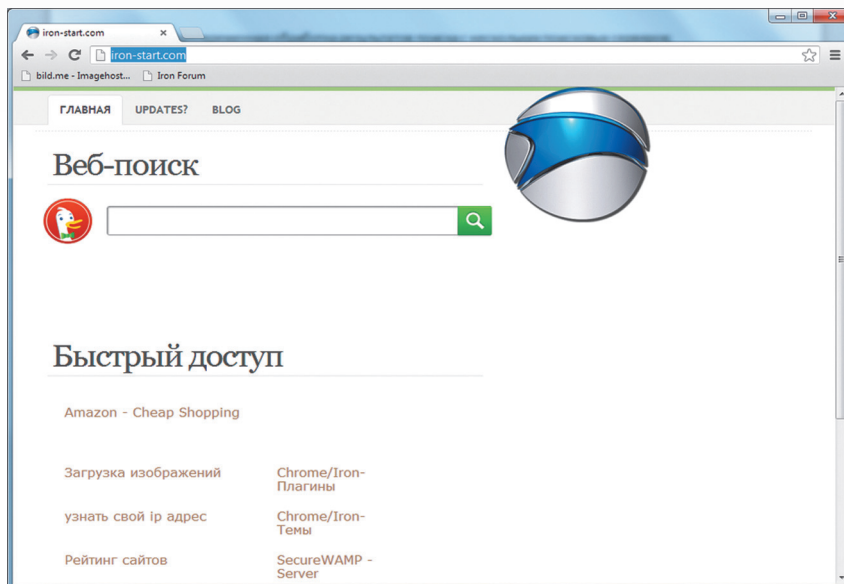 iron-start.com
iron-start.com
bild.me - Imagehost... Iron Forum
ГЛАВНАЯ UPDATES? BLOG
Веб-поиск
Быстрый доступ
Amazon - Cheap Shopping
Загрузка изображений
Chrome/Iron-
Плагины
узнать свой ip адрес
Chrome/Iron-
Темы
Рейтинг сайтов
SecureWAMP -
Server